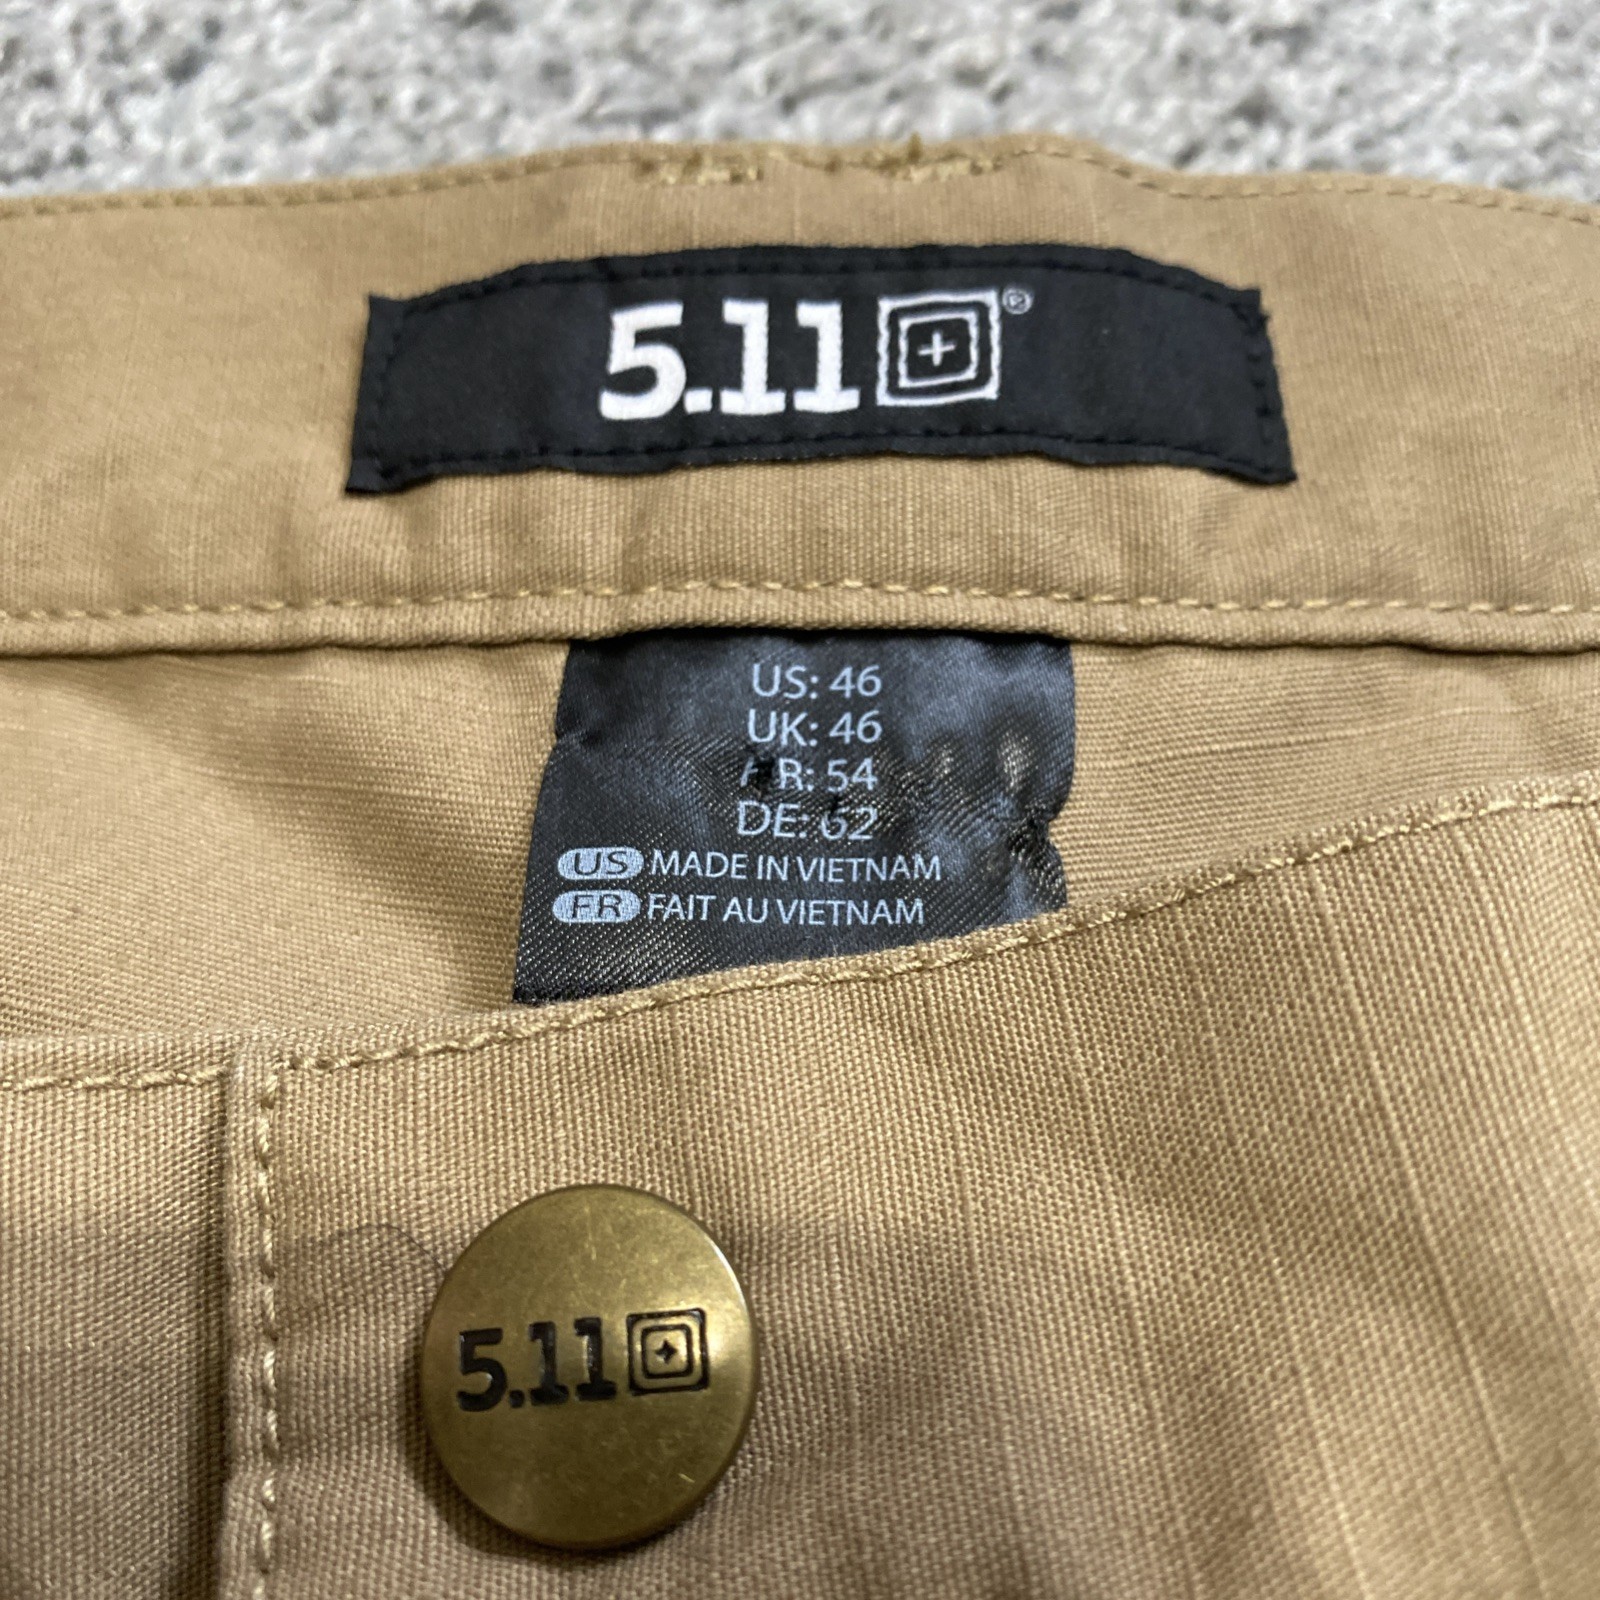 5.11®
US: 46
UK: 46
FR: 54
DE: 62
US MADE IN VIETNAM
FR FAIT AU VIETNAM
5.11